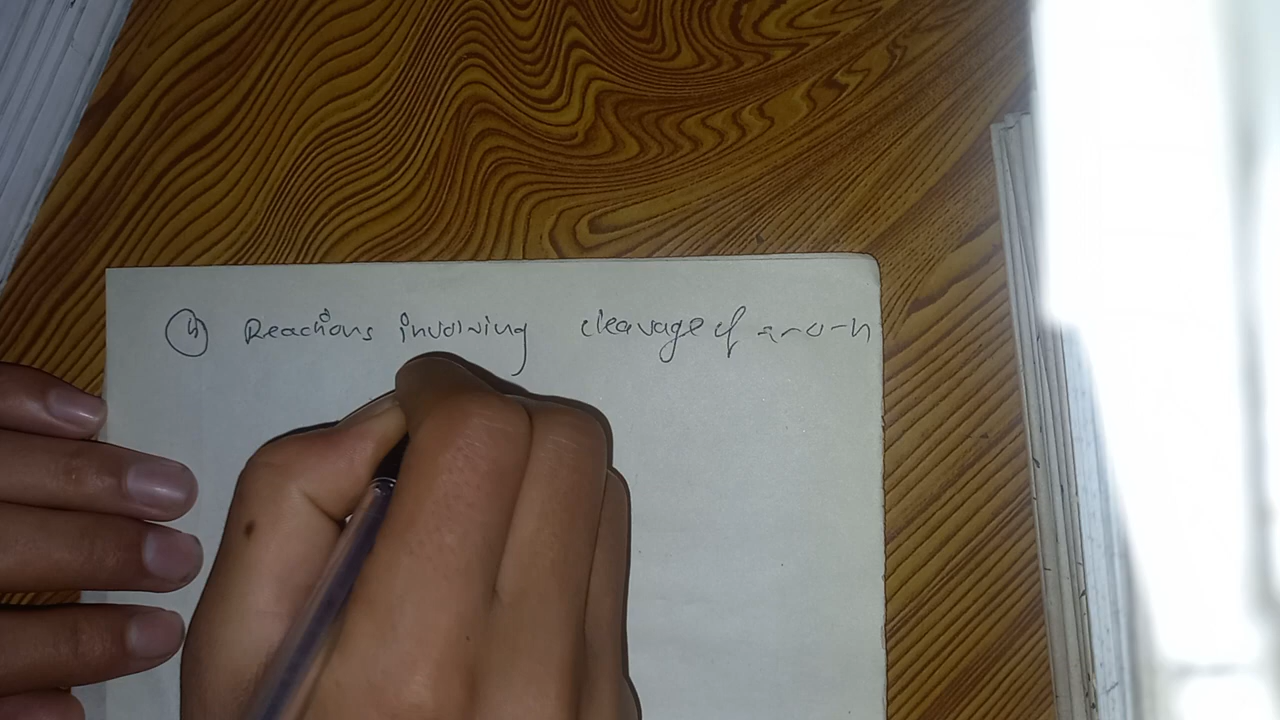 ④ Reactions involving cleavage of R-O-H